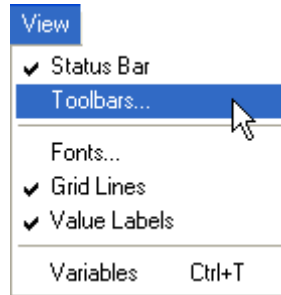 View
Status Bar
Toolbars...
Fonts...
Grid Lines
Value Labels
Variables Ctrl+T